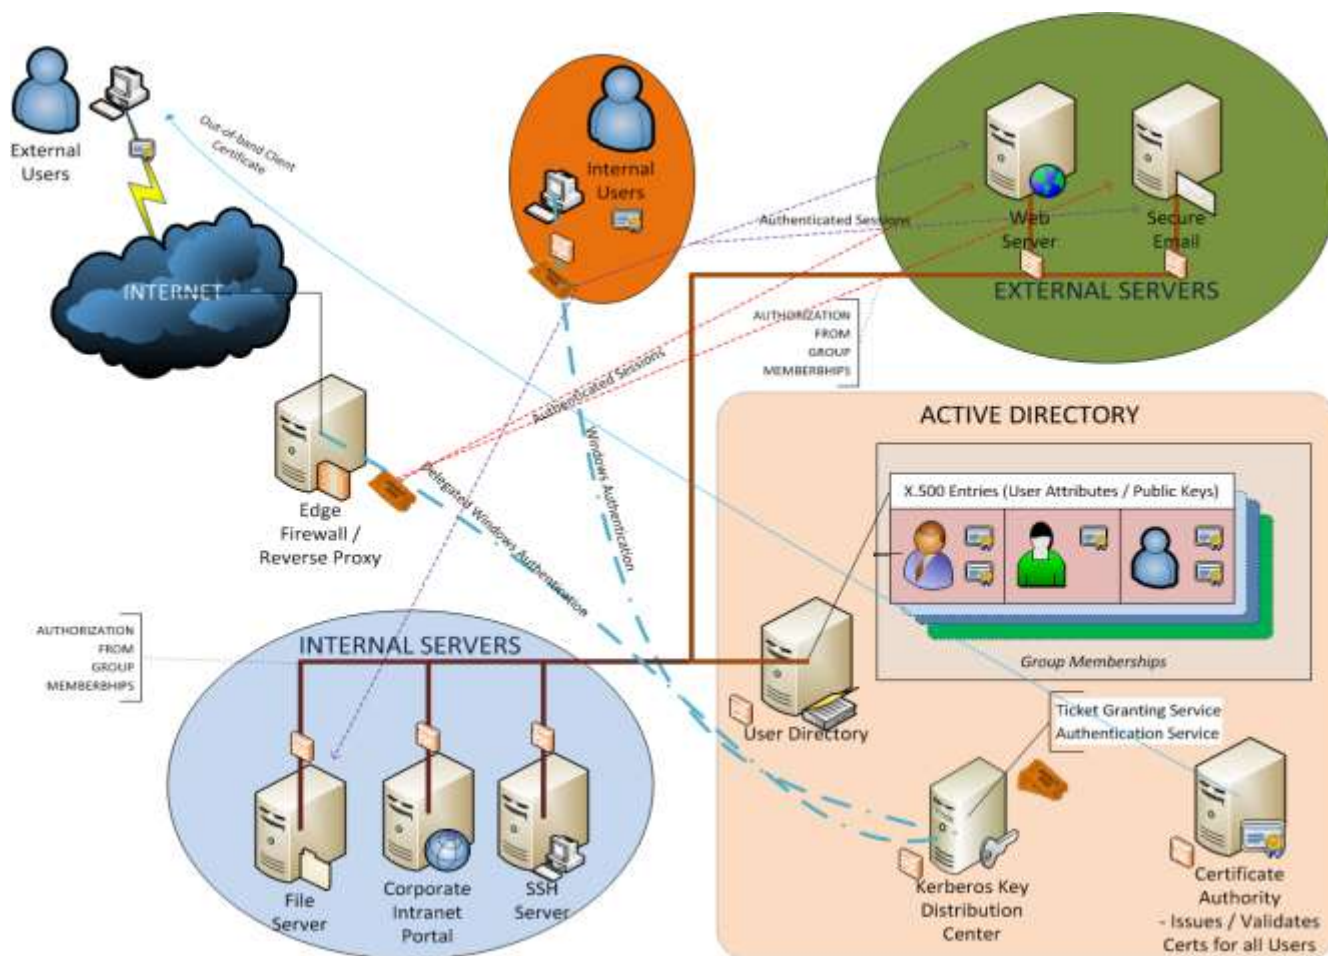 External
Users
Out-of-band Client
Certificate
INTERNET
Internal
Users
Authenticated Sessions
Web
Server
Secure
Email
EXTERNAL SERVERS
AUTHORIZATION
FROM
GROUP
MEMBERBHIPS
Authenticated Sessions
Windows Authentication
Delegated Windows Authentication
Edge
Firewall /
Reverse Proxy
ACTIVE DIRECTORY
X.500 Entries (User Attributes / Public Keys)
Group Memberships
User Directory
Ticket Granting Service
Authentication Service
Kerberos Key
Distribution
Center
Certificate
Authority
- Issues / Validates
Certs for all Users
AUTHORIZATION
FROM
GROUP
MEMBERBHIPS
INTERNAL SERVERS
File
Server
Corporate
Intranet
Portal
SSH
Server